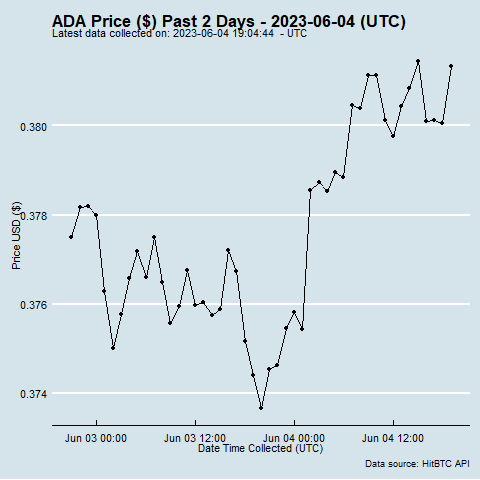 ADA Price ($) Past 2 Days - 2023-06-04 (UTC)
Latest data collected on: 2023-06-04 19:04:44 - UTC
Price USD ($)
0.380
0.378
0.376
0.374
Jun 03 00:00 Jun 03 12:00 Jun 04 00:00 Jun 04 12:00
Date Time Collected (UTC)
Data source: HitBTC API